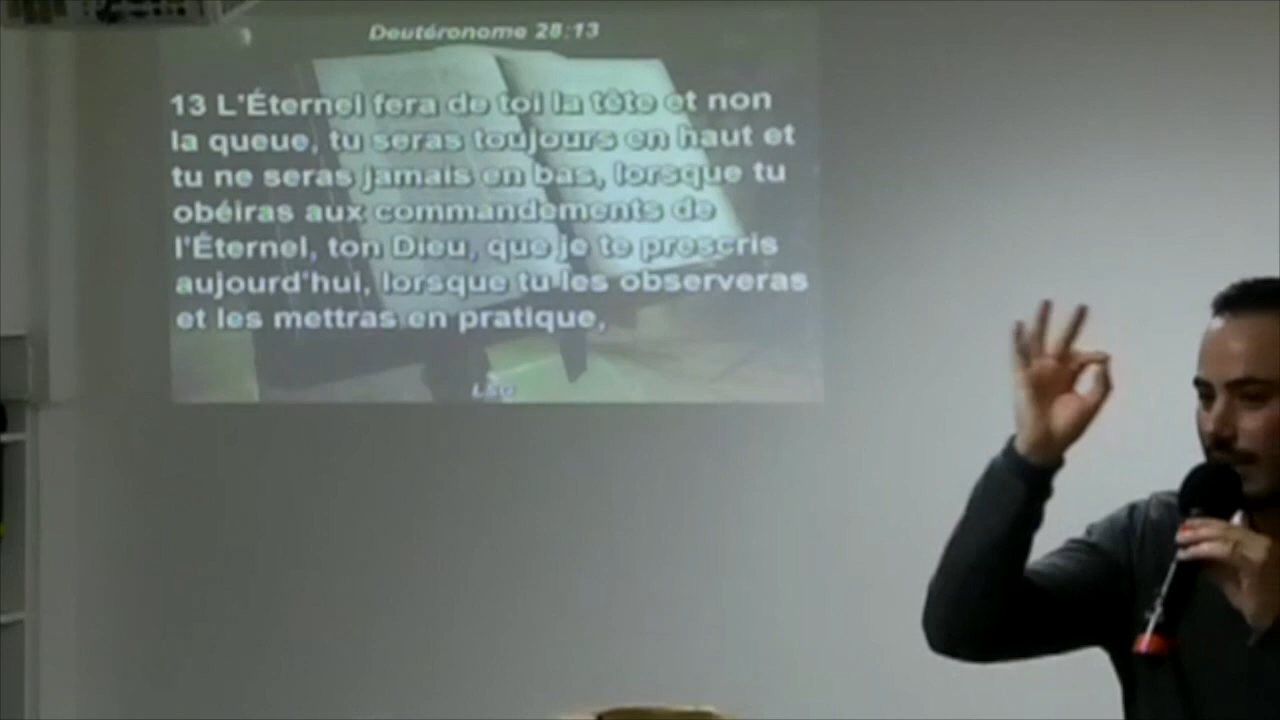 Deutéronome 28:13
13 L'Éternel fera de toi la tête et non
la queue, tu seras toujours en haut et
tu ne seras jamais en bas, lorsque tu
obéiras aux commandements de
l'Éternel, ton Dieu, que je te prescris
aujourd'hui, lorsque tu les observeras
et les mettras en pratique,